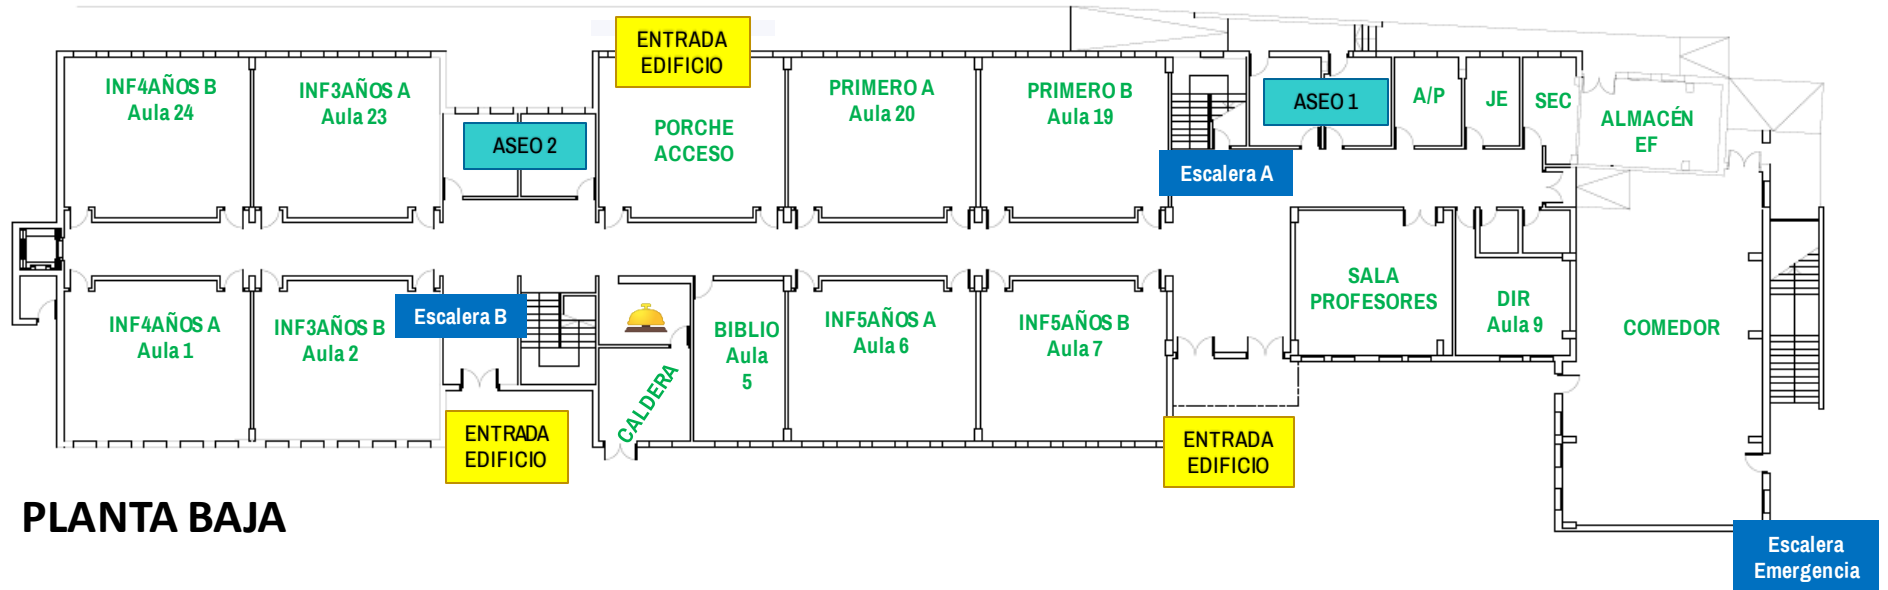 ENTRADA
EDIFICIO
INF4AÑOS B
Aula 24
INF3AÑOS A
Aula 23
ASEO 2
PORCHE
ACCESO
PRIMERO A
Aula 20
PRIMERO B
Aula 19
Escalera A
ASEO 1
A/P
JE
SEC
ALMACÉN
EF
INF4AÑOS A
Aula 1
INF3AÑOS B
Aula 2
Escalera B
CALDERA
BIBLIO
Aula
5
INF5AÑOS A
Aula 6
INF5AÑOS B
Aula 7
SALA
PROFESORES
DIR
Aula 9
COMEDOR
ENTRADA
EDIFICIO
ENTRADA
EDIFICIO
PLANTA BAJA
Escalera
Emergencia